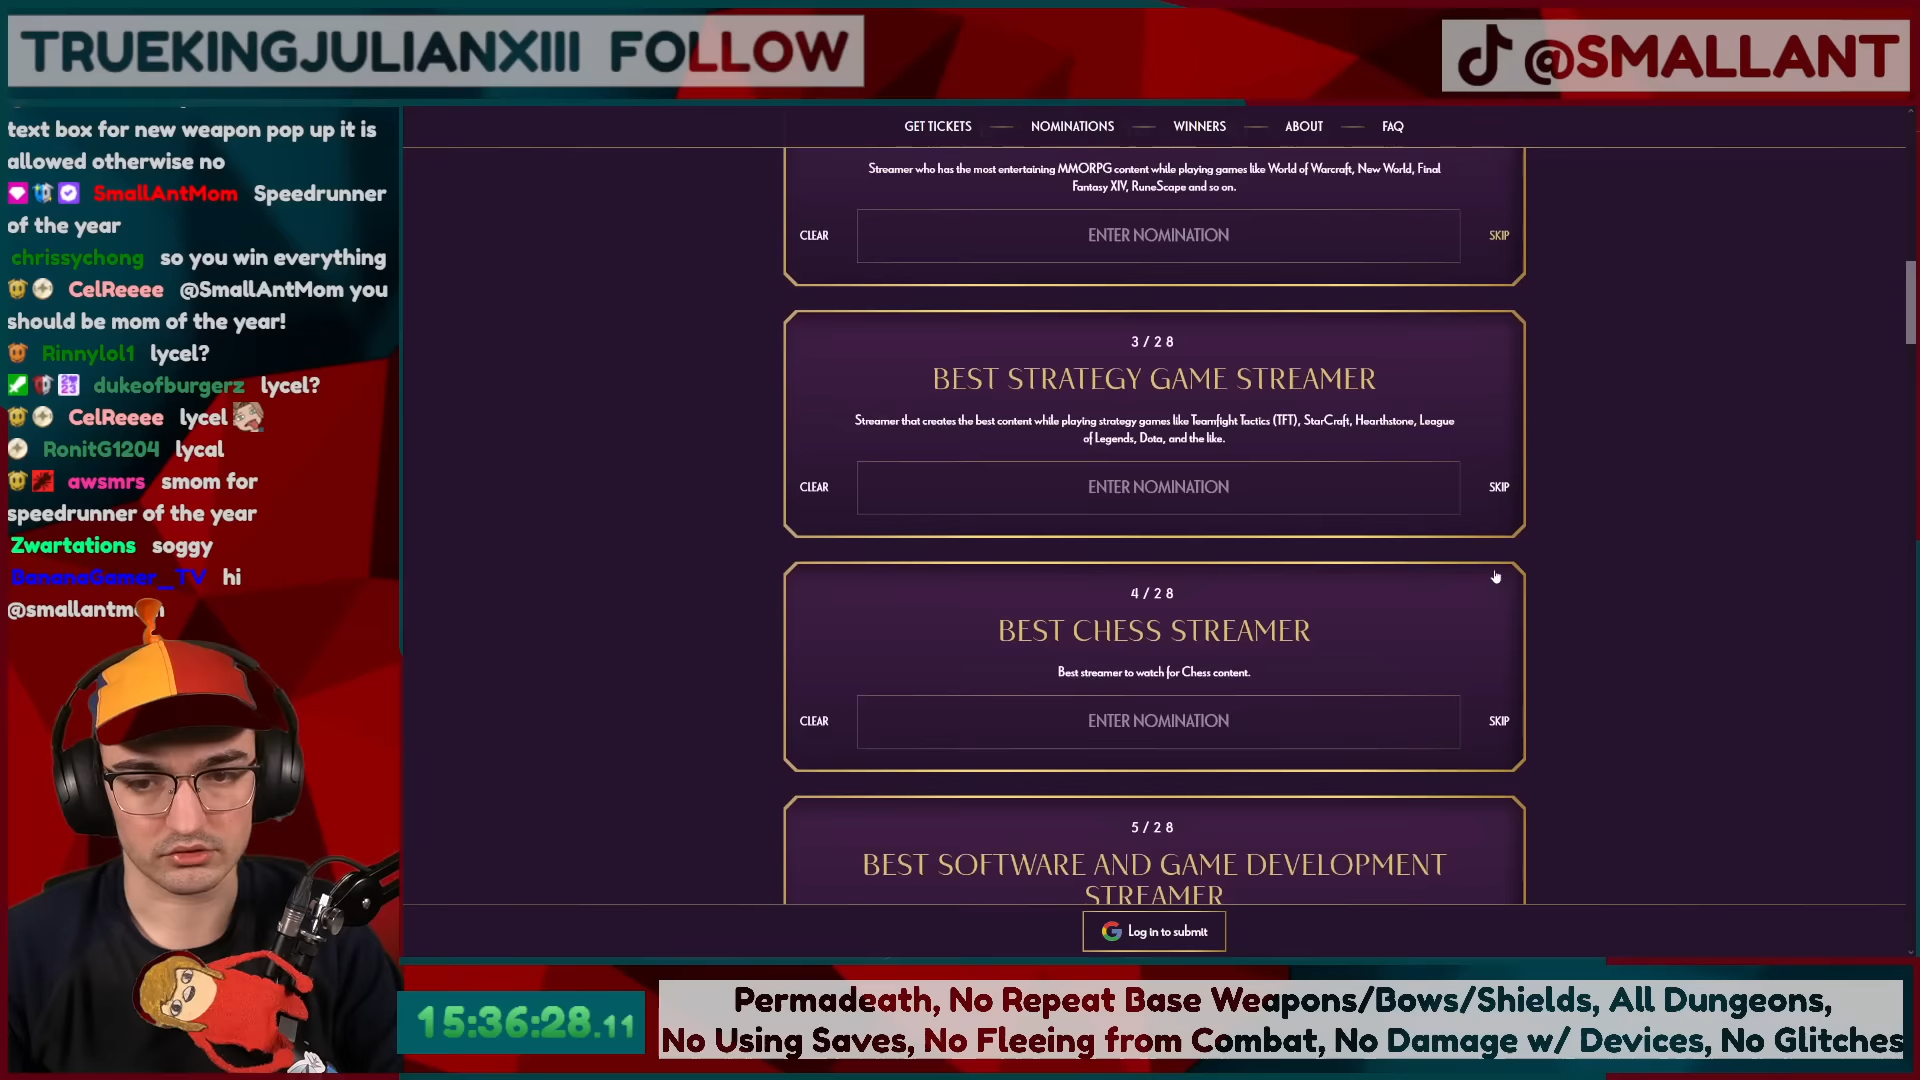 TRUEKINGJULIANXIII FOLLOW
@SMALLANT
text box for new weapon pop up it is
allowed otherwise no
SmallAntMom Speedrunner
of the year
chrissychong so you win everything
CelReeee @SmallAntMom you
should be mom of the year!
Rinnylol1 lycel?
dukeofburgerz lycel?
CelReeee lycel
RonitG1204 lycal
awsmrs smom for
speedrunner of the year
Zwartations soggy
BananaGamer_TV hi
@smallantmom
GET TICKETS
NOMINATIONS
WINNERS
ABOUT
FAQ
Streamer who has the most entertaining MMORPG content while playing games like World of Warcraft, New World, Final
Fantasy XIV, RuneScape and so on.
CLEAR
ENTER NOMINATION
SKIP
3/28
BEST STRATEGY GAME STREAMER
Streamer that creates the best content while playing strategy games like Teamfight Tactics (TFT), StarCraft, Hearthstone, League
of Legends, Dota, and the like.
CLEAR
ENTER NOMINATION
SKIP
4/28
BEST CHESS STREAMER
Best streamer to watch for Chess content.
CLEAR
ENTER NOMINATION
SKIP
5/28
BEST SOFTWARE AND GAME DEVELOPMENT
STREAMER
Log in to submit
15:36:28.11
Permadeath, No Repeat Base Weapons/Bows/Shields, All Dungeons,
No Using Saves, No Fleeing from Combat, No Damage w/ Devices, No Glitches